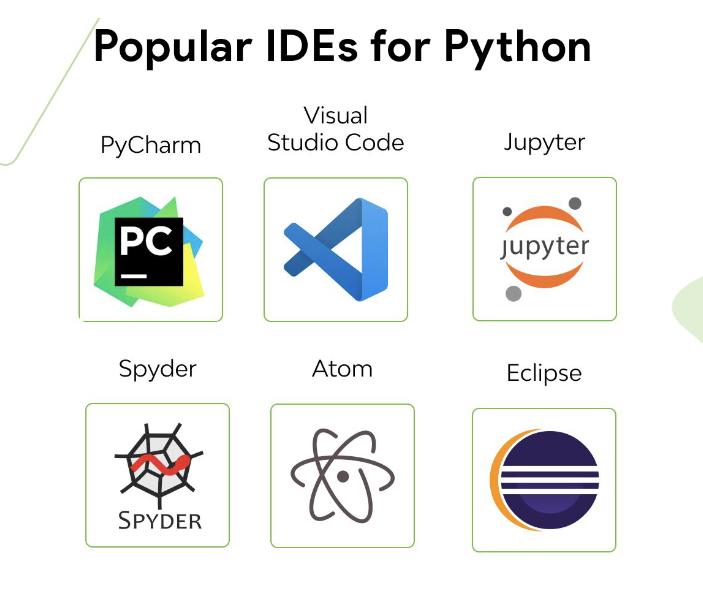 Popular IDEs for Python
PyCharm
Visual
Studio Code
Jupyter
PC
jupyter
Spyder
Atom
Eclipse
SPYDER